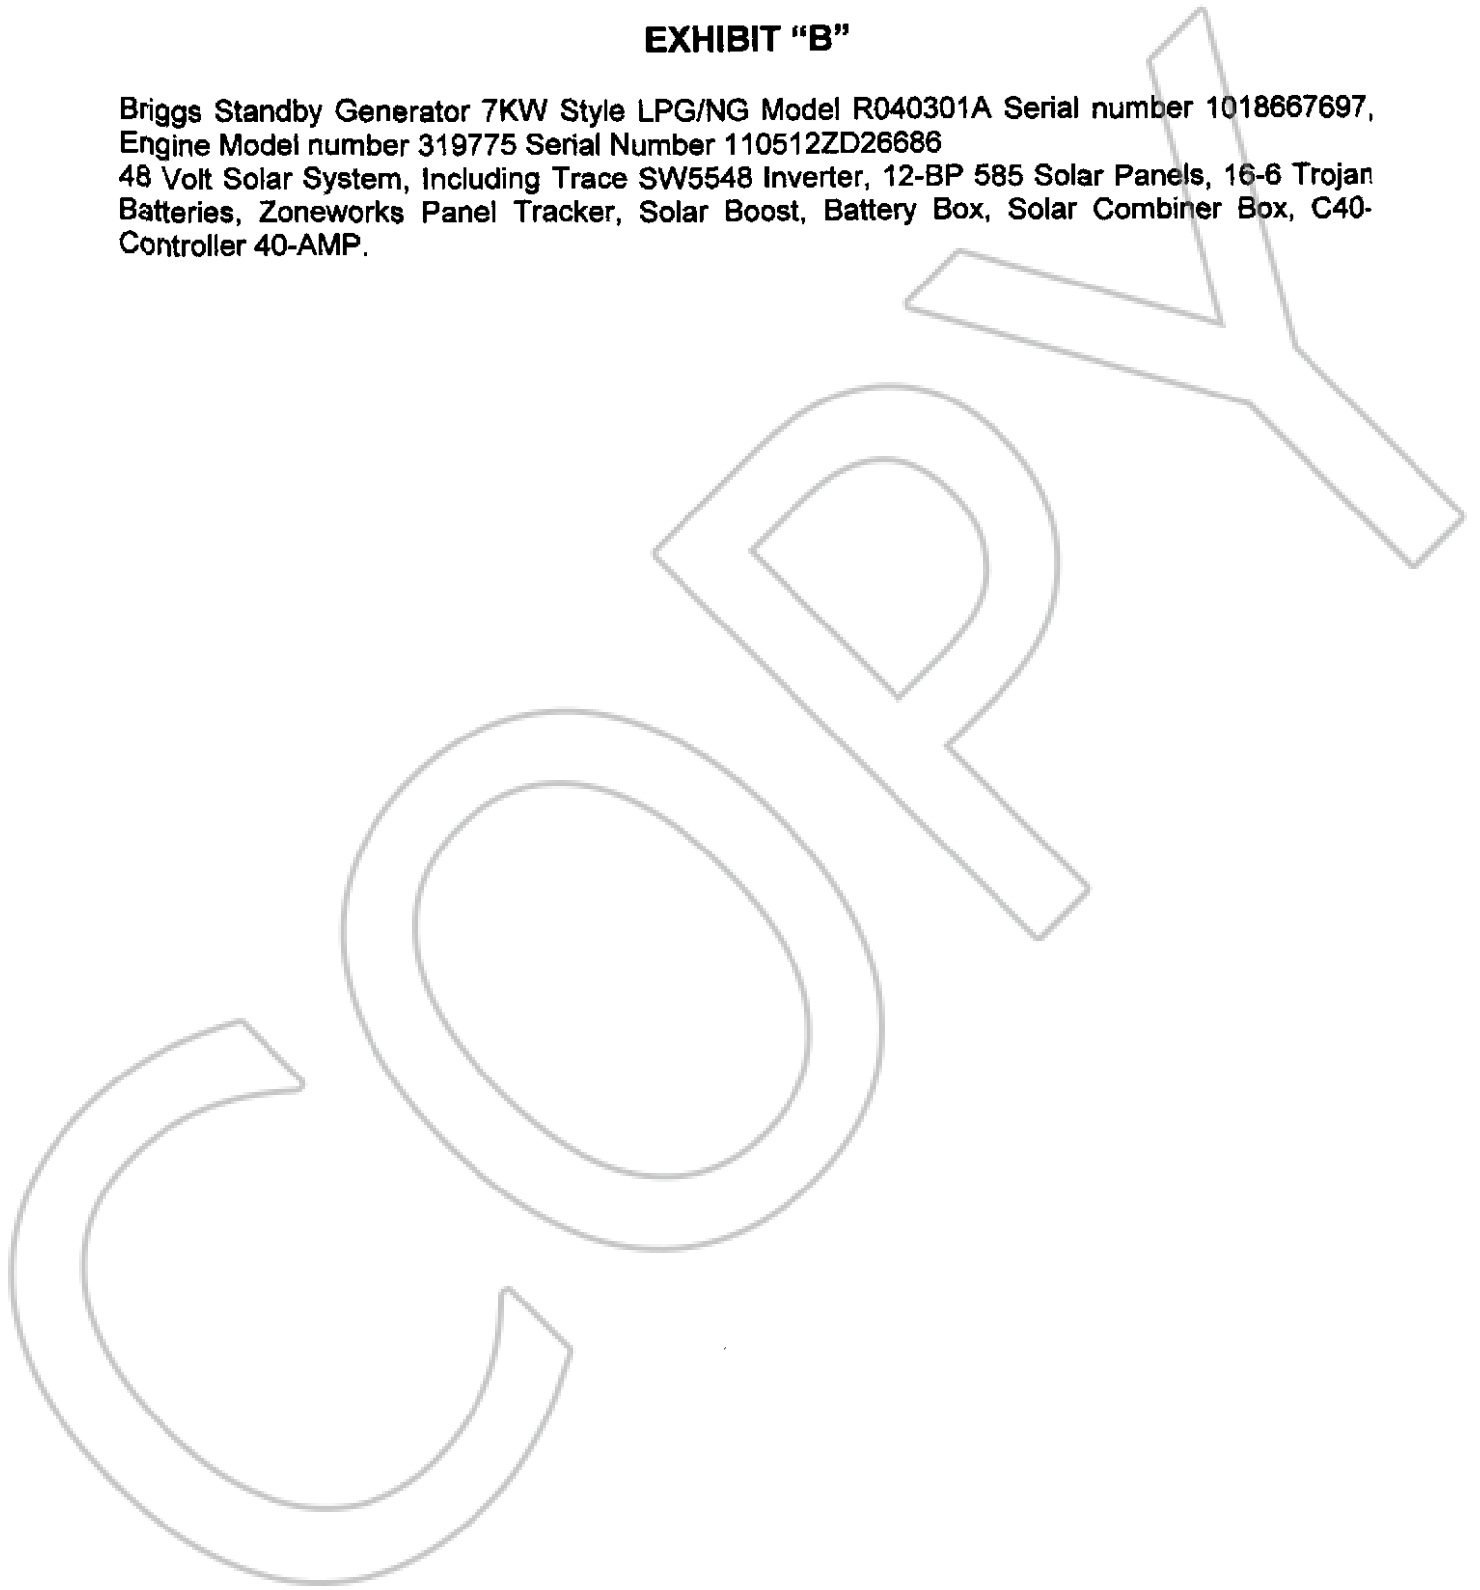 EXHIBIT “B”
Briggs Standby Generator 7KW Style LPG/NG Model R040301A Serial number 1018667697,
Engine Model number 319775 Serial Number 110512ZD26686
48 Volt Solar System, Including Trace SW5548 Inverter, 12-BP 585 Solar Panels, 16-6 Trojan
Batteries, Zoneworks Panel Tracker, Solar Boost, Battery Box, Solar Combiner Box, C40-
Controller 40-AMP.
COPY